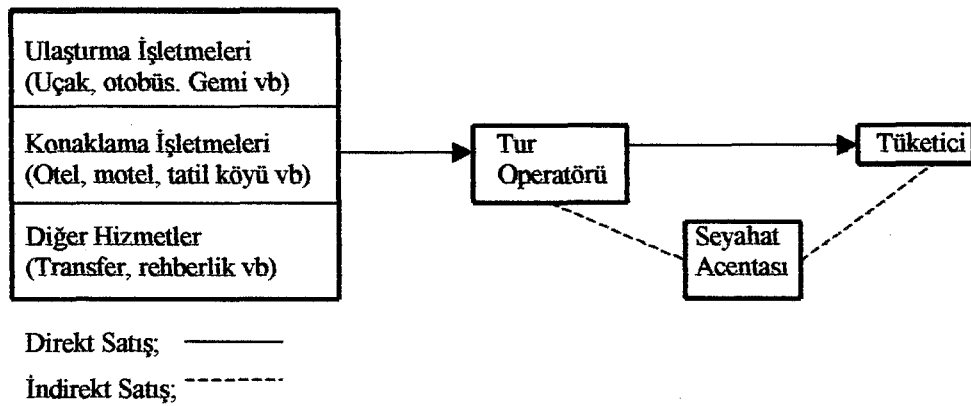 Ulaştırma İşletmeleri
(Uçak, otobüs. Gemi vb)
Konaklama İşletmeleri
(Otel, motel, tatil köyü vb)
Diğer Hizmetler
(Transfer, rehberlik vb)
Tur
Operatörü
Tüketici
Seyahat
Acentası
Direkt Satış;
İndirekt Satış;